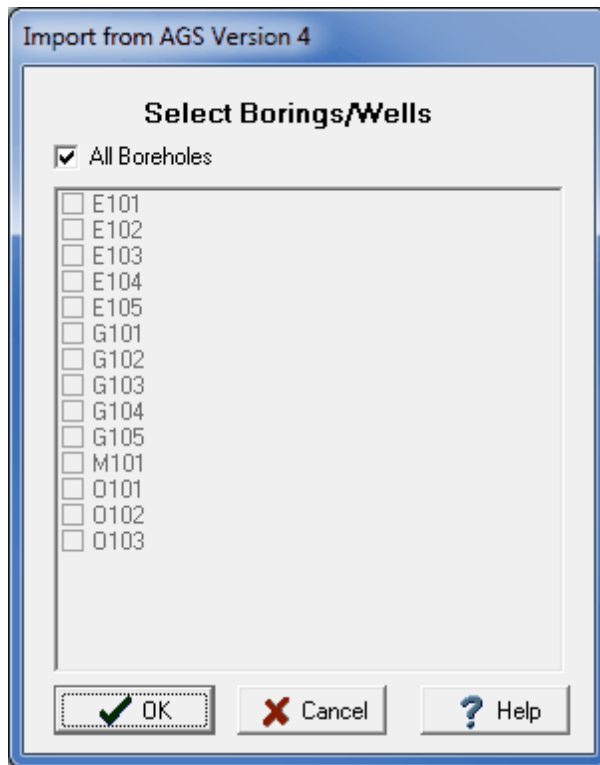 Import from AGS Version 4
Select Borings/Wells
All Boreholes
E101
E102
E103
E104
E105
G101
G102
G103
G104
G105
M101
O101
O102
O103
OK
Cancel
Help